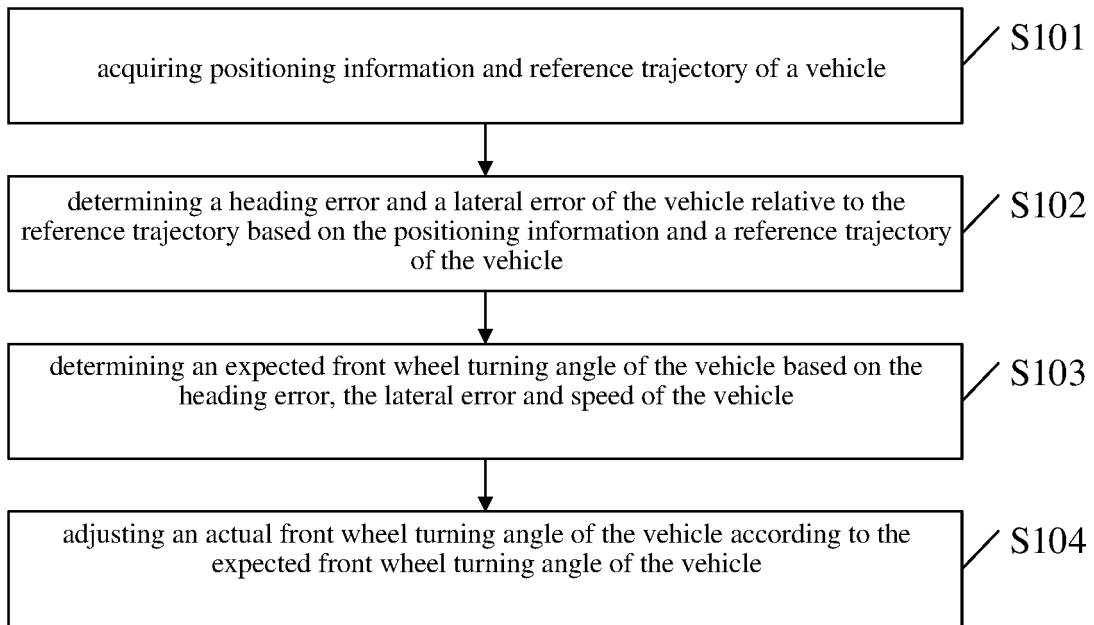 acquiring positioning information and reference trajectory of a vehicle
S101
determining a heading error and a lateral error of the vehicle relative to the
reference trajectory based on the positioning information and a reference trajectory
of the vehicle
S102
determining an expected front wheel turning angle of the vehicle based on the
heading error, the lateral error and speed of the vehicle
S103
adjusting an actual front wheel turning angle of the vehicle according to the
expected front wheel turning angle of the vehicle
S104